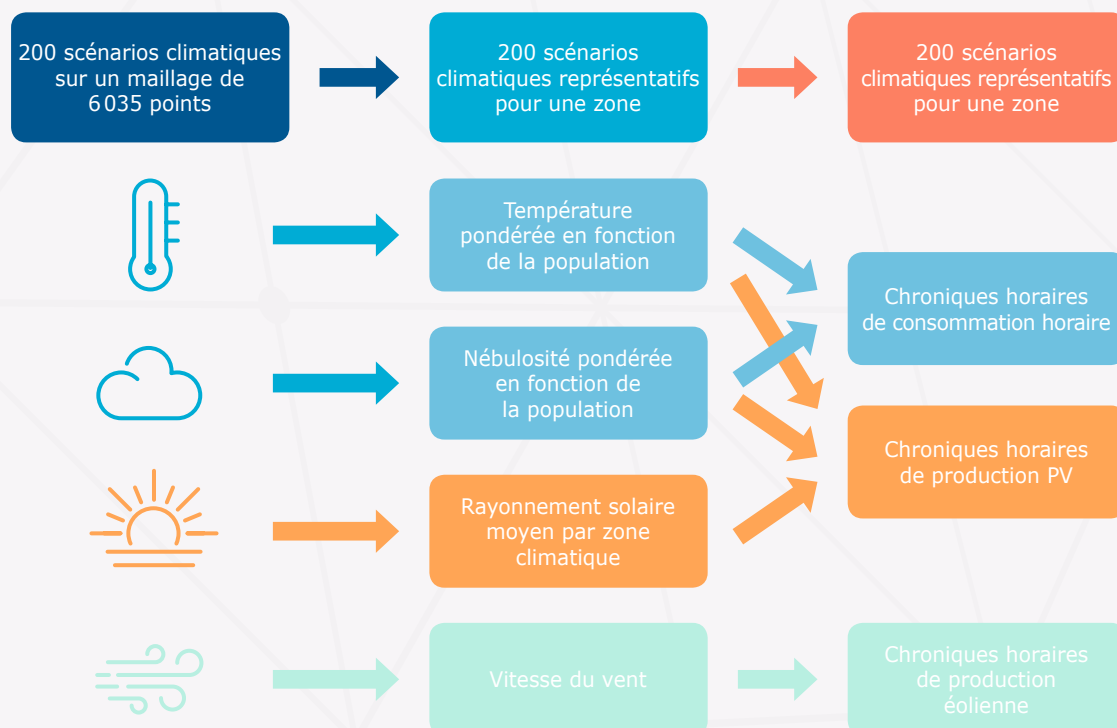 200 scénarios climatiques
sur un maillage de
6 035 points
200 scénarios
climatiques représentatifs
pour une zone
200 scénarios
climatiques représentatifs
pour une zone
Température
pondérée en fonction
de la population
Chroniques horaires
de consommation horaire
Nébulosité pondérée
en fonction de
la population
Chroniques horaires
de production PV
Rayonnement solaire
moyen par zone
climatique
Vitesse du vent
Chroniques horaires
de production
éolienne